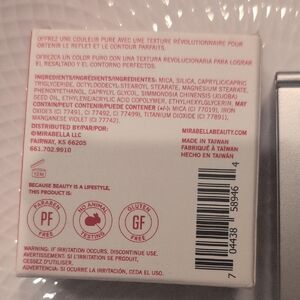 OFFREZ UNE COULEUR PURE AVEC UNE TEXTURE RÉVOLUTIONNAIRE POUR
OBTENIR LE REFLET ET LE CONTOUR PARFAITS.
OFREZCA UN COLOR PURO CON UNA TEXTURA REVOLUCIONARIA PARA LOGRAR
EL RESALTADO Y EL CONTORNO PERFECTOS.
INGREDIENTS/INGRÉDIENTS/INGREDIENTES: MICA, SILICA, CAPRYLIC/CAPRIC
TRIGLYCERIDE, OCTYLDODECYL STEAROYL STEARATE, MAGNESIUM STEARATE,
PHENOXYETHANOL, CAPRYLYL GLYCOL, SIMMONDSIA CHINENSIS (JOJOBA)
SEED OIL, ETHYLENE/ACRYLIC ACID COPOLYMER, ETHYLHEXYLGLYCERIN. MAY
CONTAIN/PEUT CONTENIR/PUEDE CONTENER (+/-): MICA (CI 77019), IRON
OXIDES (CI 77491, CI 77492, CI 77499), TITANIUM DIOXIDE (CI 77891),
MANGANESE VIOLET (CI 77742).
DISTRIBUTED BY/PAR/POR:
©MIRABELLA LLC
FAIRWAY, KS 66205
661.702.9910
MIRABELLABEAUTY.COM
MADE IN TAIWAN
FABRIQUÉ À TAIWAN
HECHO EN TAIWÁN
12M
BECAUSE BEAUTY IS A LIFESTYLE,
THIS PRODUCT IS:
PARABEN
PF
FREE
NO ANIMAL
TESTING
GLUTEN
GF
FREE
WARNING: IF IRRITATION OCCURS, DISCONTINUE USE.
AVERTISSEMENT: SI L'IRRITATION SE PRODUIT,
CESSEZ D'UTILISER.
ADVERTENCIA: SI OCURRE LA IRRITACIÓN, CEDA EL USO.
7 04438 58946 4